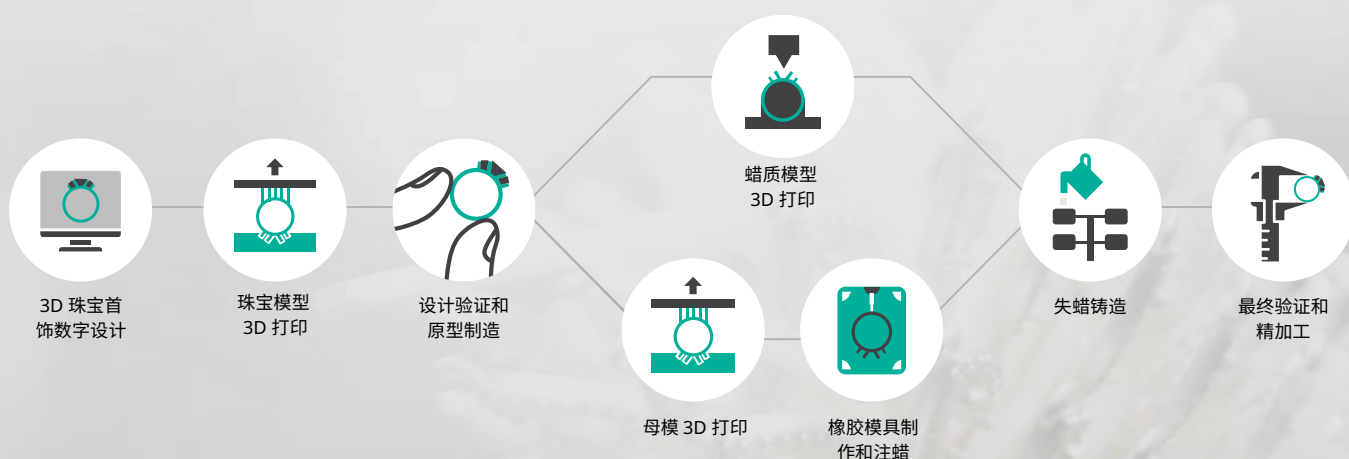 3D 珠宝首
饰数字设计
珠宝模型
3D 打印
设计验证和
原型制造
蜡质模型
3D 打印
母模 3D 打印
橡胶模具制
作和注蜡
失蜡铸造
最终验证和
精加工